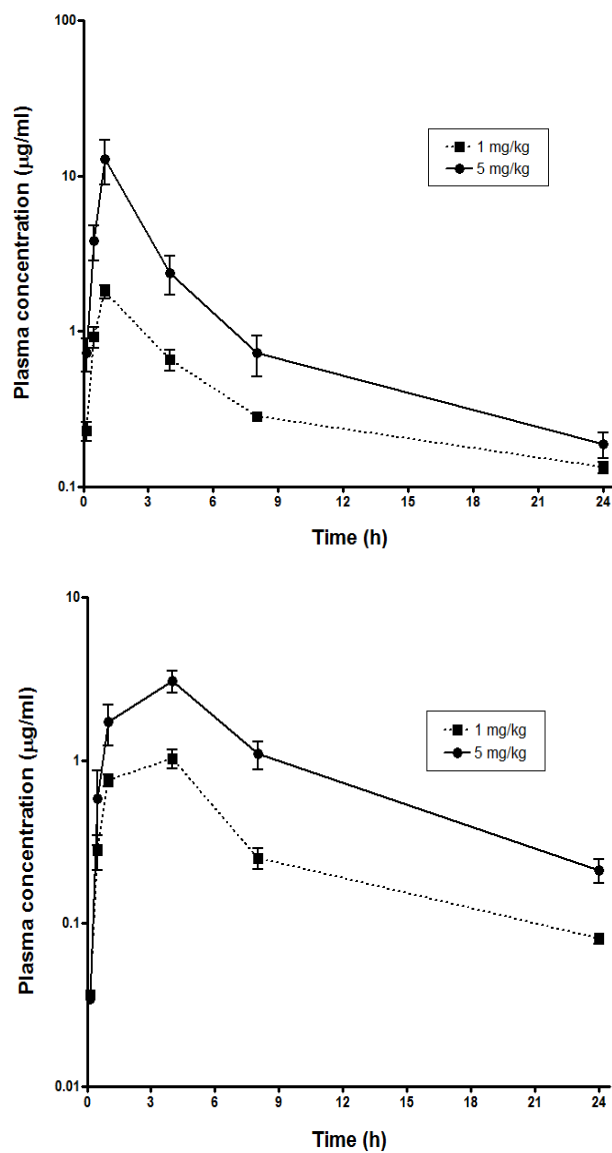 100
10
1
0.1
Plasma concentration (µg/ml)
1 mg/kg
5 mg/kg
0 3 6 9 12 15 18 21 24
Time (h)
10
1
0.1
0.01
Plasma concentration (µg/ml)
1 mg/kg
5 mg/kg
0 3 6 9 12 15 18 21 24
Time (h)